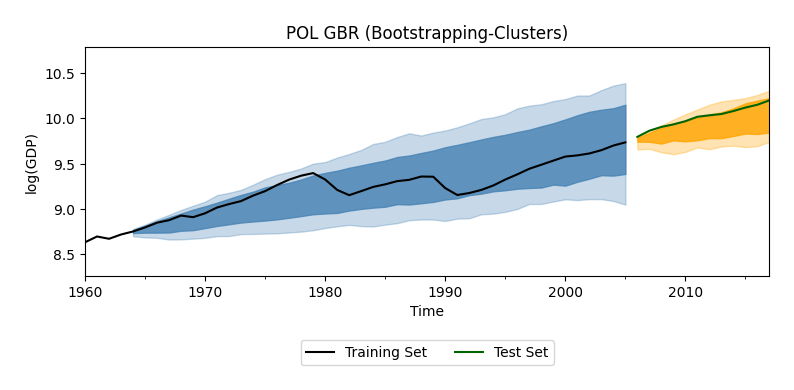 POL GBR (Bootstrapping-Clusters)
log(GDP)
10.5
10.0
9.5
9.0
8.5
1960 1970 1980 1990 2000 2010
Time
Training Set Test Set